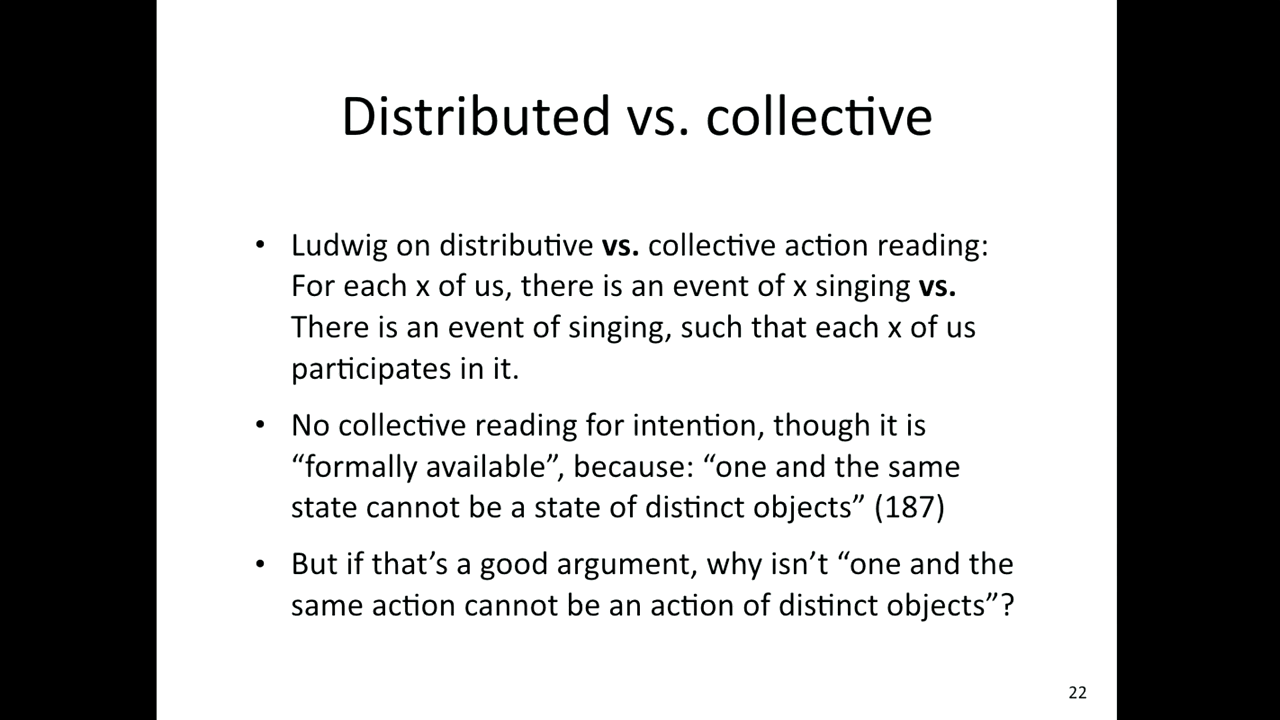 Distributed vs. collective
• Ludwig on distributive vs. collective action reading:
For each x of us, there is an event of x singing vs.
There is an event of singing, such that each x of us
participates in it.
• No collective reading for intention, though it is
“formally available”, because: “one and the same
state cannot be a state of distinct objects” (187)
• But if that’s a good argument, why isn’t “one and the
same action cannot be an action of distinct objects”?
22